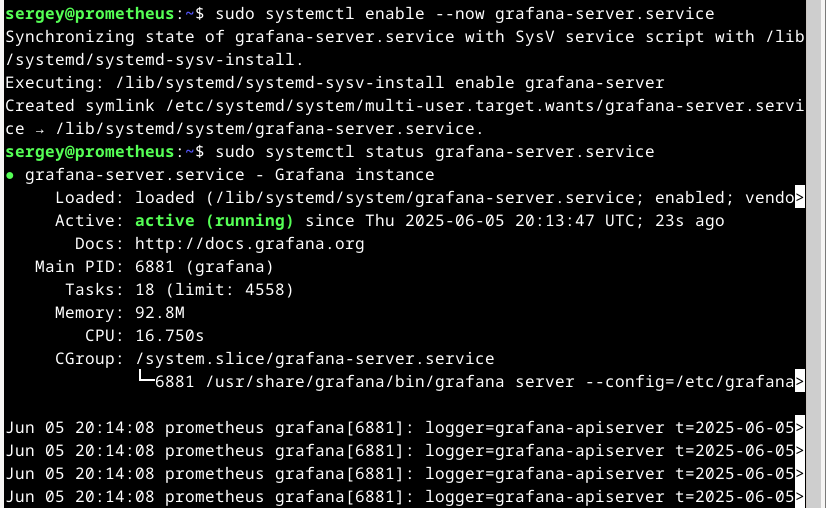 sergey@prometheus:~$ sudo systemctl enable --now grafana-server.service
Synchronizing state of grafana-server.service with SysV service script with /lib
/systemd/systemd-sysv-install.
Executing: /lib/systemd/systemd-sysv-install enable grafana-server
Created symlink /etc/systemd/system/multi-user.target.wants/grafana-server.servi
ce → /lib/systemd/system/grafana-server.service.
sergey@prometheus:~$ sudo systemctl status grafana-server.service
● grafana-server.service - Grafana instance
     Loaded: loaded (/lib/systemd/system/grafana-server.service; enabled; vendo>
     Active: active (running) since Thu 2025-06-05 20:13:47 UTC; 23s ago
       Docs: http://docs.grafana.org
   Main PID: 6881 (grafana)
      Tasks: 18 (limit: 4558)
     Memory: 92.8M
        CPU: 16.750s
     CGroup: /system.slice/grafana-server.service
             └─6881 /usr/share/grafana/bin/grafana server --config=/etc/grafana>
Jun 05 20:14:08 prometheus grafana[6881]: logger=grafana-apiserver t=2025-06-05>
Jun 05 20:14:08 prometheus grafana[6881]: logger=grafana-apiserver t=2025-06-05>
Jun 05 20:14:08 prometheus grafana[6881]: logger=grafana-apiserver t=2025-06-05>
Jun 05 20:14:08 prometheus grafana[6881]: logger=grafana-apiserver t=2025-06-05>